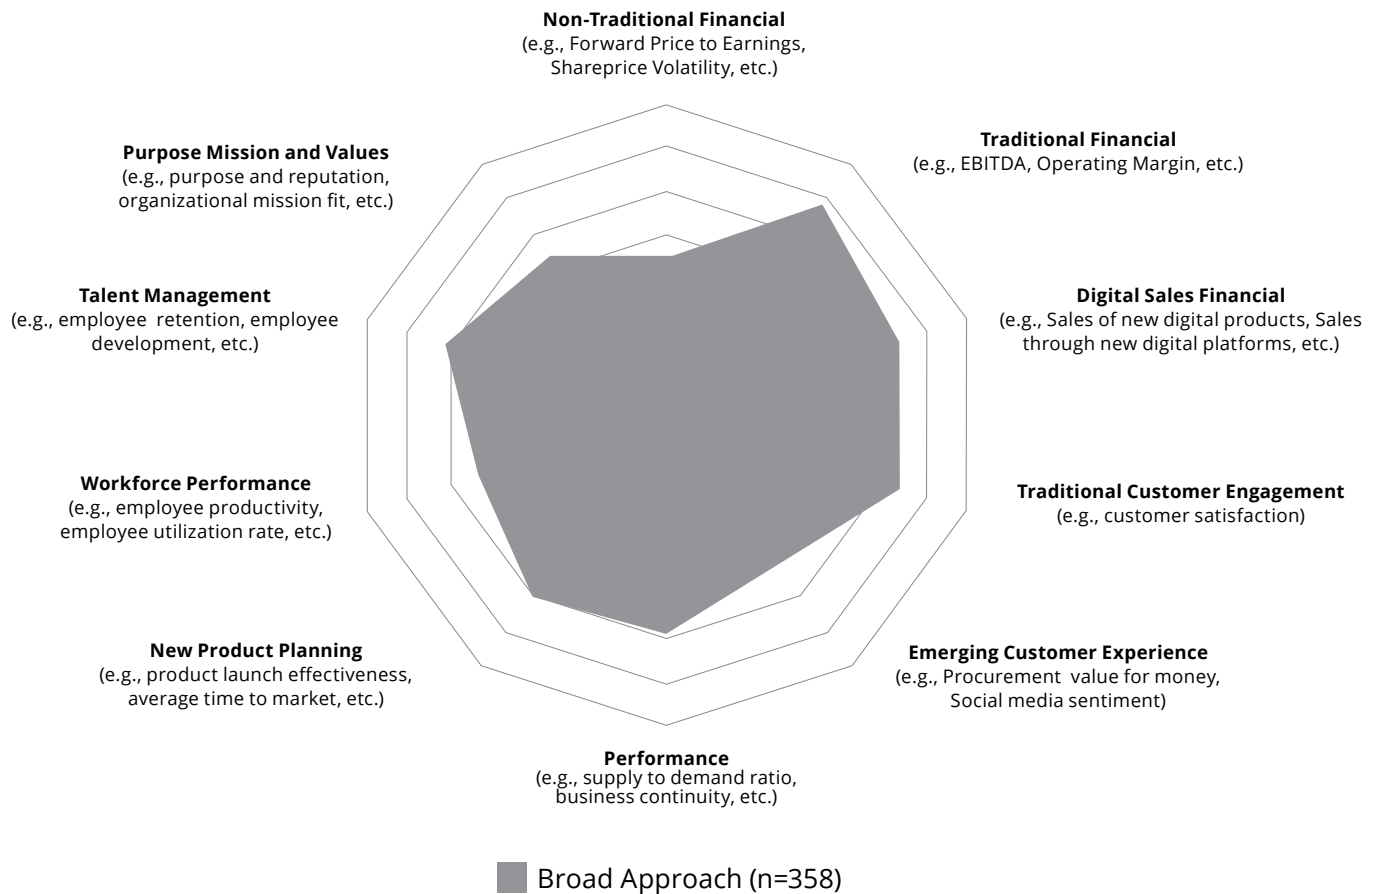 Non-Traditional Financial
(e.g., Forward Price to Earnings,
Shareprice Volatility, etc.)
Traditional Financial
(e.g., EBITDA, Operating Margin, etc.)
Digital Sales Financial
(e.g., Sales of new digital products, Sales
through new digital platforms, etc.)
Traditional Customer Engagement
(e.g., customer satisfaction)
Emerging Customer Experience
(e.g., Procurement value for money,
Social media sentiment)
Performance
(e.g., supply to demand ratio,
business continuity, etc.)
New Product Planning
(e.g., product launch effectiveness,
average time to market, etc.)
Workforce Performance
(e.g., employee productivity,
employee utilization rate, etc.)
Talent Management
(e.g., employee retention, employee
development, etc.)
Purpose Mission and Values
(e.g., purpose and reputation,
organizational mission fit, etc.)
Broad Approach (n=358)